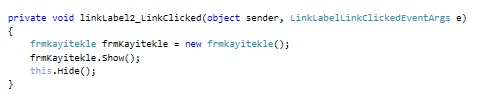 private void linkLabel2_LinkClicked(object sender, LinkLabelLinkClickedEventArgs e)
{
frmkayitekle frmKayitekle = new frmkayitekle();
frmKayitekle.Show();
this.Hide();
}